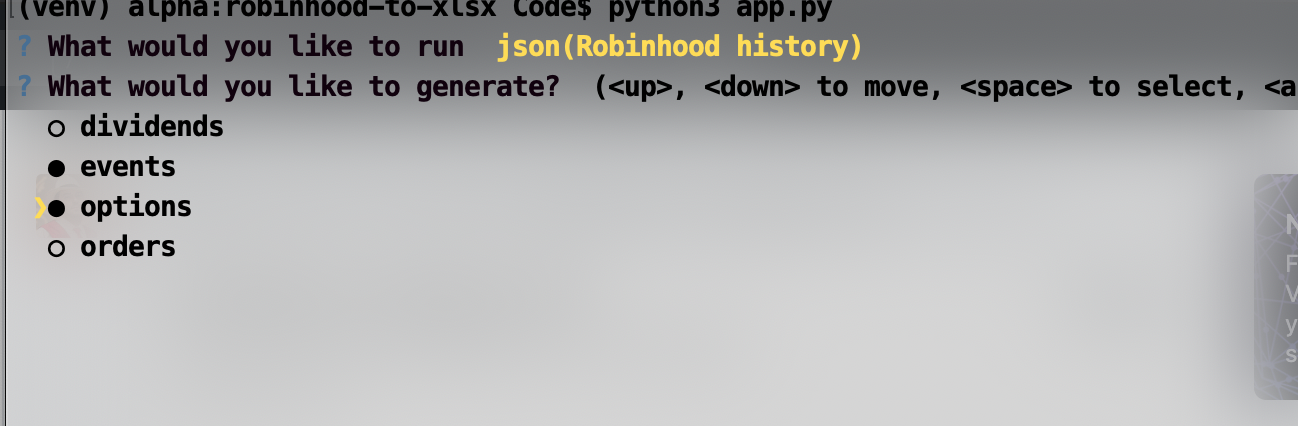 (venv) alpha:robinhood-to-xlsx Code$ python3 app.py
? What would you like to run json(Robinhood history)
? What would you like to generate? (<up>, <down> to move, <space> to select, <a
○ dividends
● events
❯● options
○ orders
N
F
V
y
s